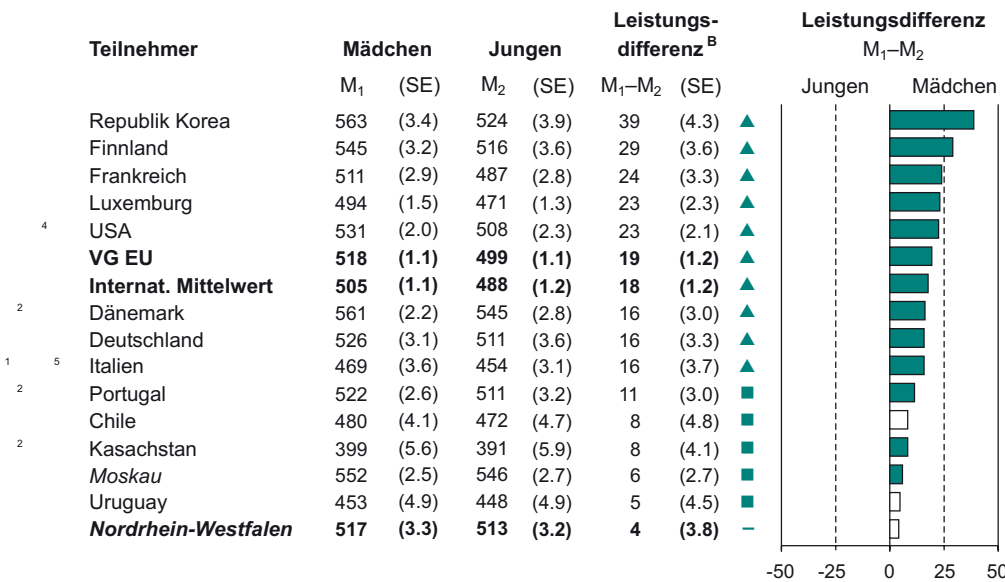 Leistungs- Leistungsdifferenz
Teilnehmer Mädchen Jungen differenz B M1–M2
M1 (SE) M2 (SE) M1–M2 (SE) Jungen Mädchen
Republik Korea 563 (3.4) 524 (3.9) 39 (4.3) ▲
Finnland 545 (3.2) 516 (3.6) 29 (3.6) ▲
Frankreich 511 (2.9) 487 (2.8) 24 (3.3) ▲
Luxemburg 494 (1.5) 471 (1.3) 23 (2.3) ▲
4 USA 531 (2.0) 508 (2.3) 23 (2.1) ▲
VG EU 518 (1.1) 499 (1.1) 19 (1.2) ▲
Internat. Mittelwert 505 (1.1) 488 (1.2) 18 (1.2) ▲
2 Dänemark 561 (2.2) 545 (2.8) 16 (3.0) ▲
Deutschland 526 (3.1) 511 (3.6) 16 (3.3) ▲
1 5 Italien 469 (3.6) 454 (3.1) 16 (3.7) ▲
2 Portugal 522 (2.6) 511 (3.2) 11 (3.0) ■
Chile 480 (4.1) 472 (4.7) 8 (4.8) ■
2 Kasachstan 399 (5.6) 391 (5.9) 8 (4.1) ■
Moskau 552 (2.5) 546 (2.7) 6 (2.7) ■
Uruguay 453 (4.9) 448 (4.9) 5 (4.5) ■
Nordrhein-Westfalen 517 (3.3) 513 (3.2) 4 (3.8) –
-50 -25 0 25 50